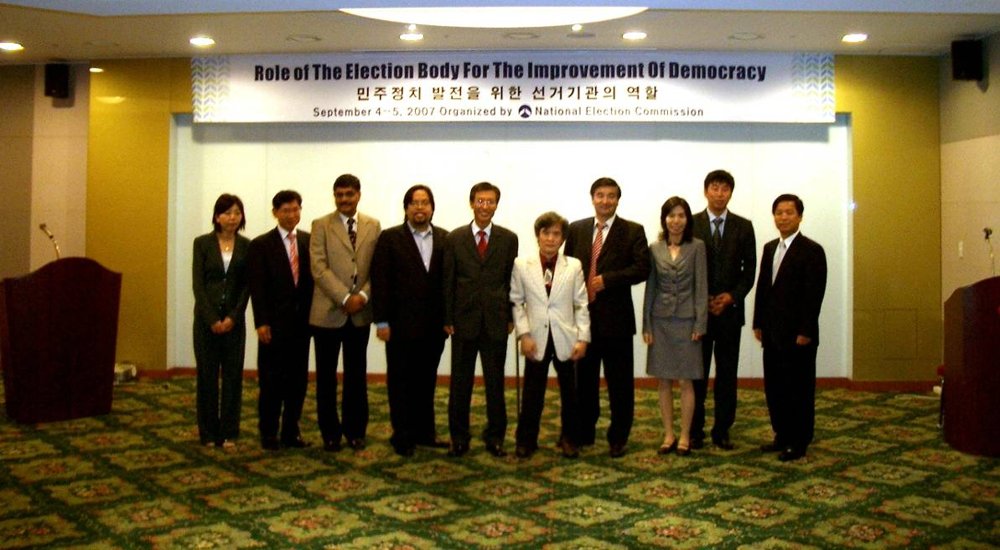 Role of The Election Body For The Improvement Of Democracy
민주정치 발전을 위한 선거기관의 역할
September 4~5, 2007 Organized by National Election Commission